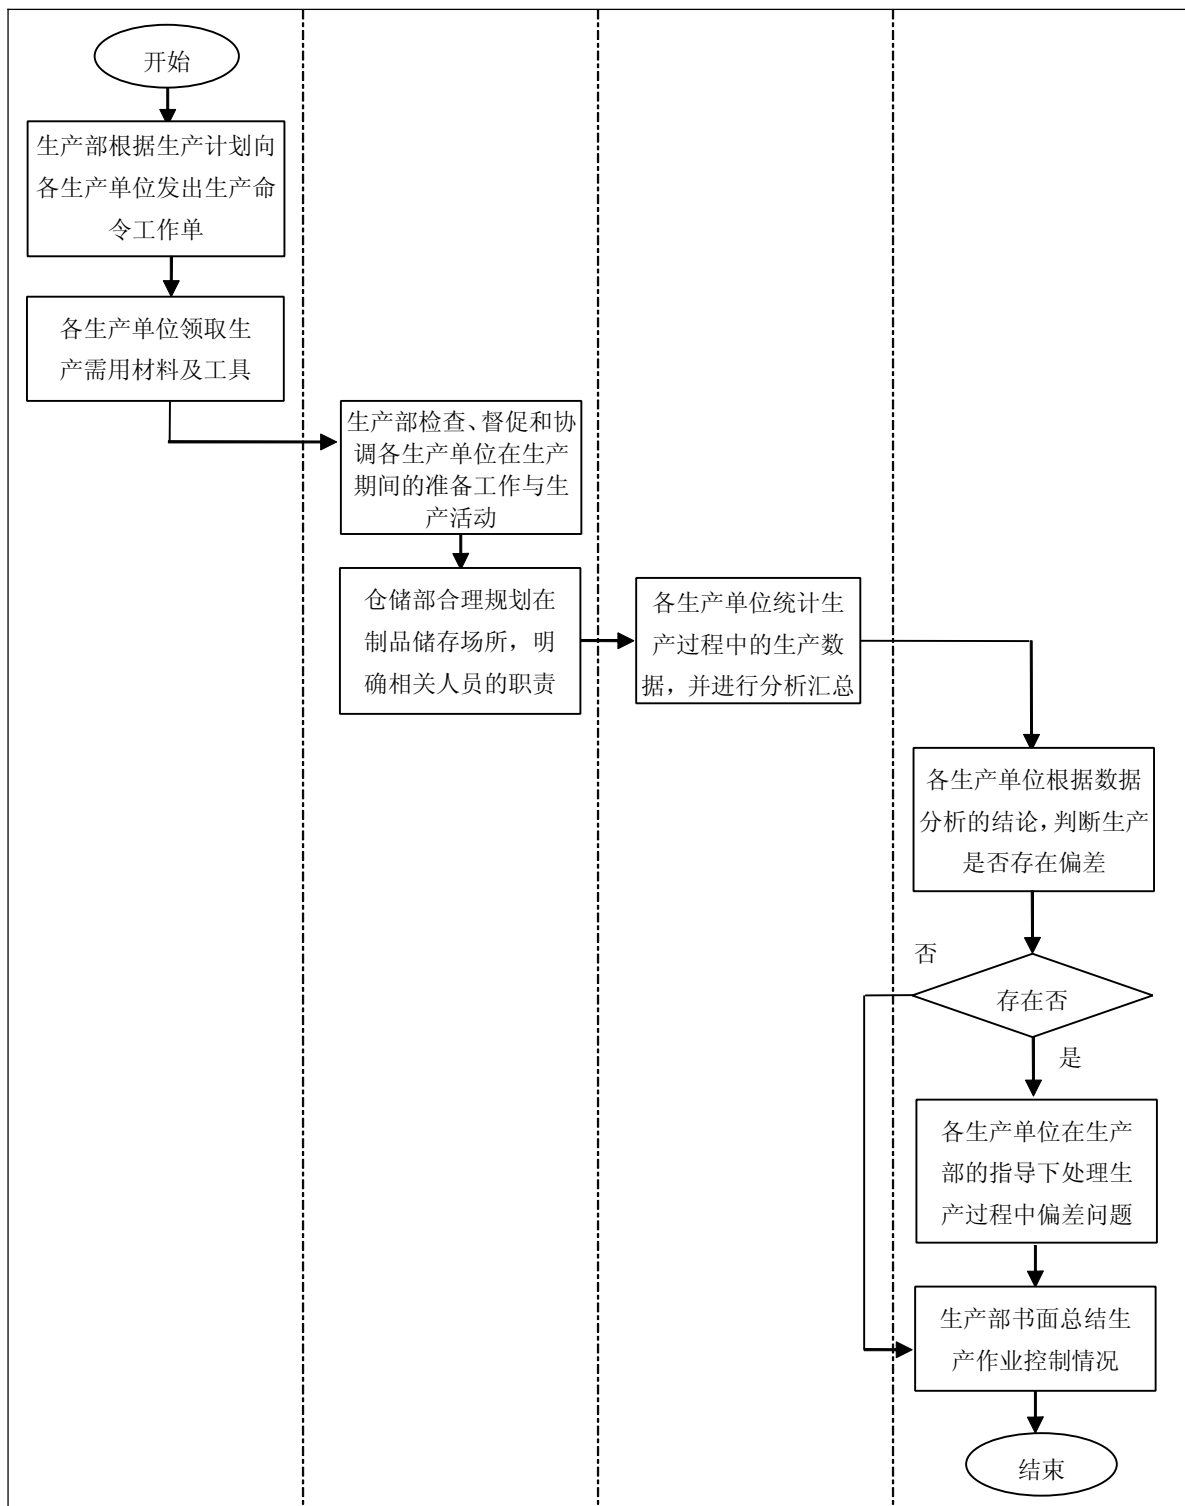 开始
生产部根据生产计划向
各生产单位发出生产命
令工作单
各生产单位领取生
产需用材料及工具
生产部检查、督促和协
调各生产单位在生产
期间的准备工作与生
产活动
仓储部合理规划在
制品储存场所，明
确相关人员的职责
各生产单位统计生
产过程中的生产数
据，并进行分析汇总
各生产单位根据数据
分析的结论，判断生产
是否存在偏差
否
存在否
是
各生产单位在生产
部的指导下处理生
产过程中偏差问题
生产部书面总结生
产作业控制情况
结束